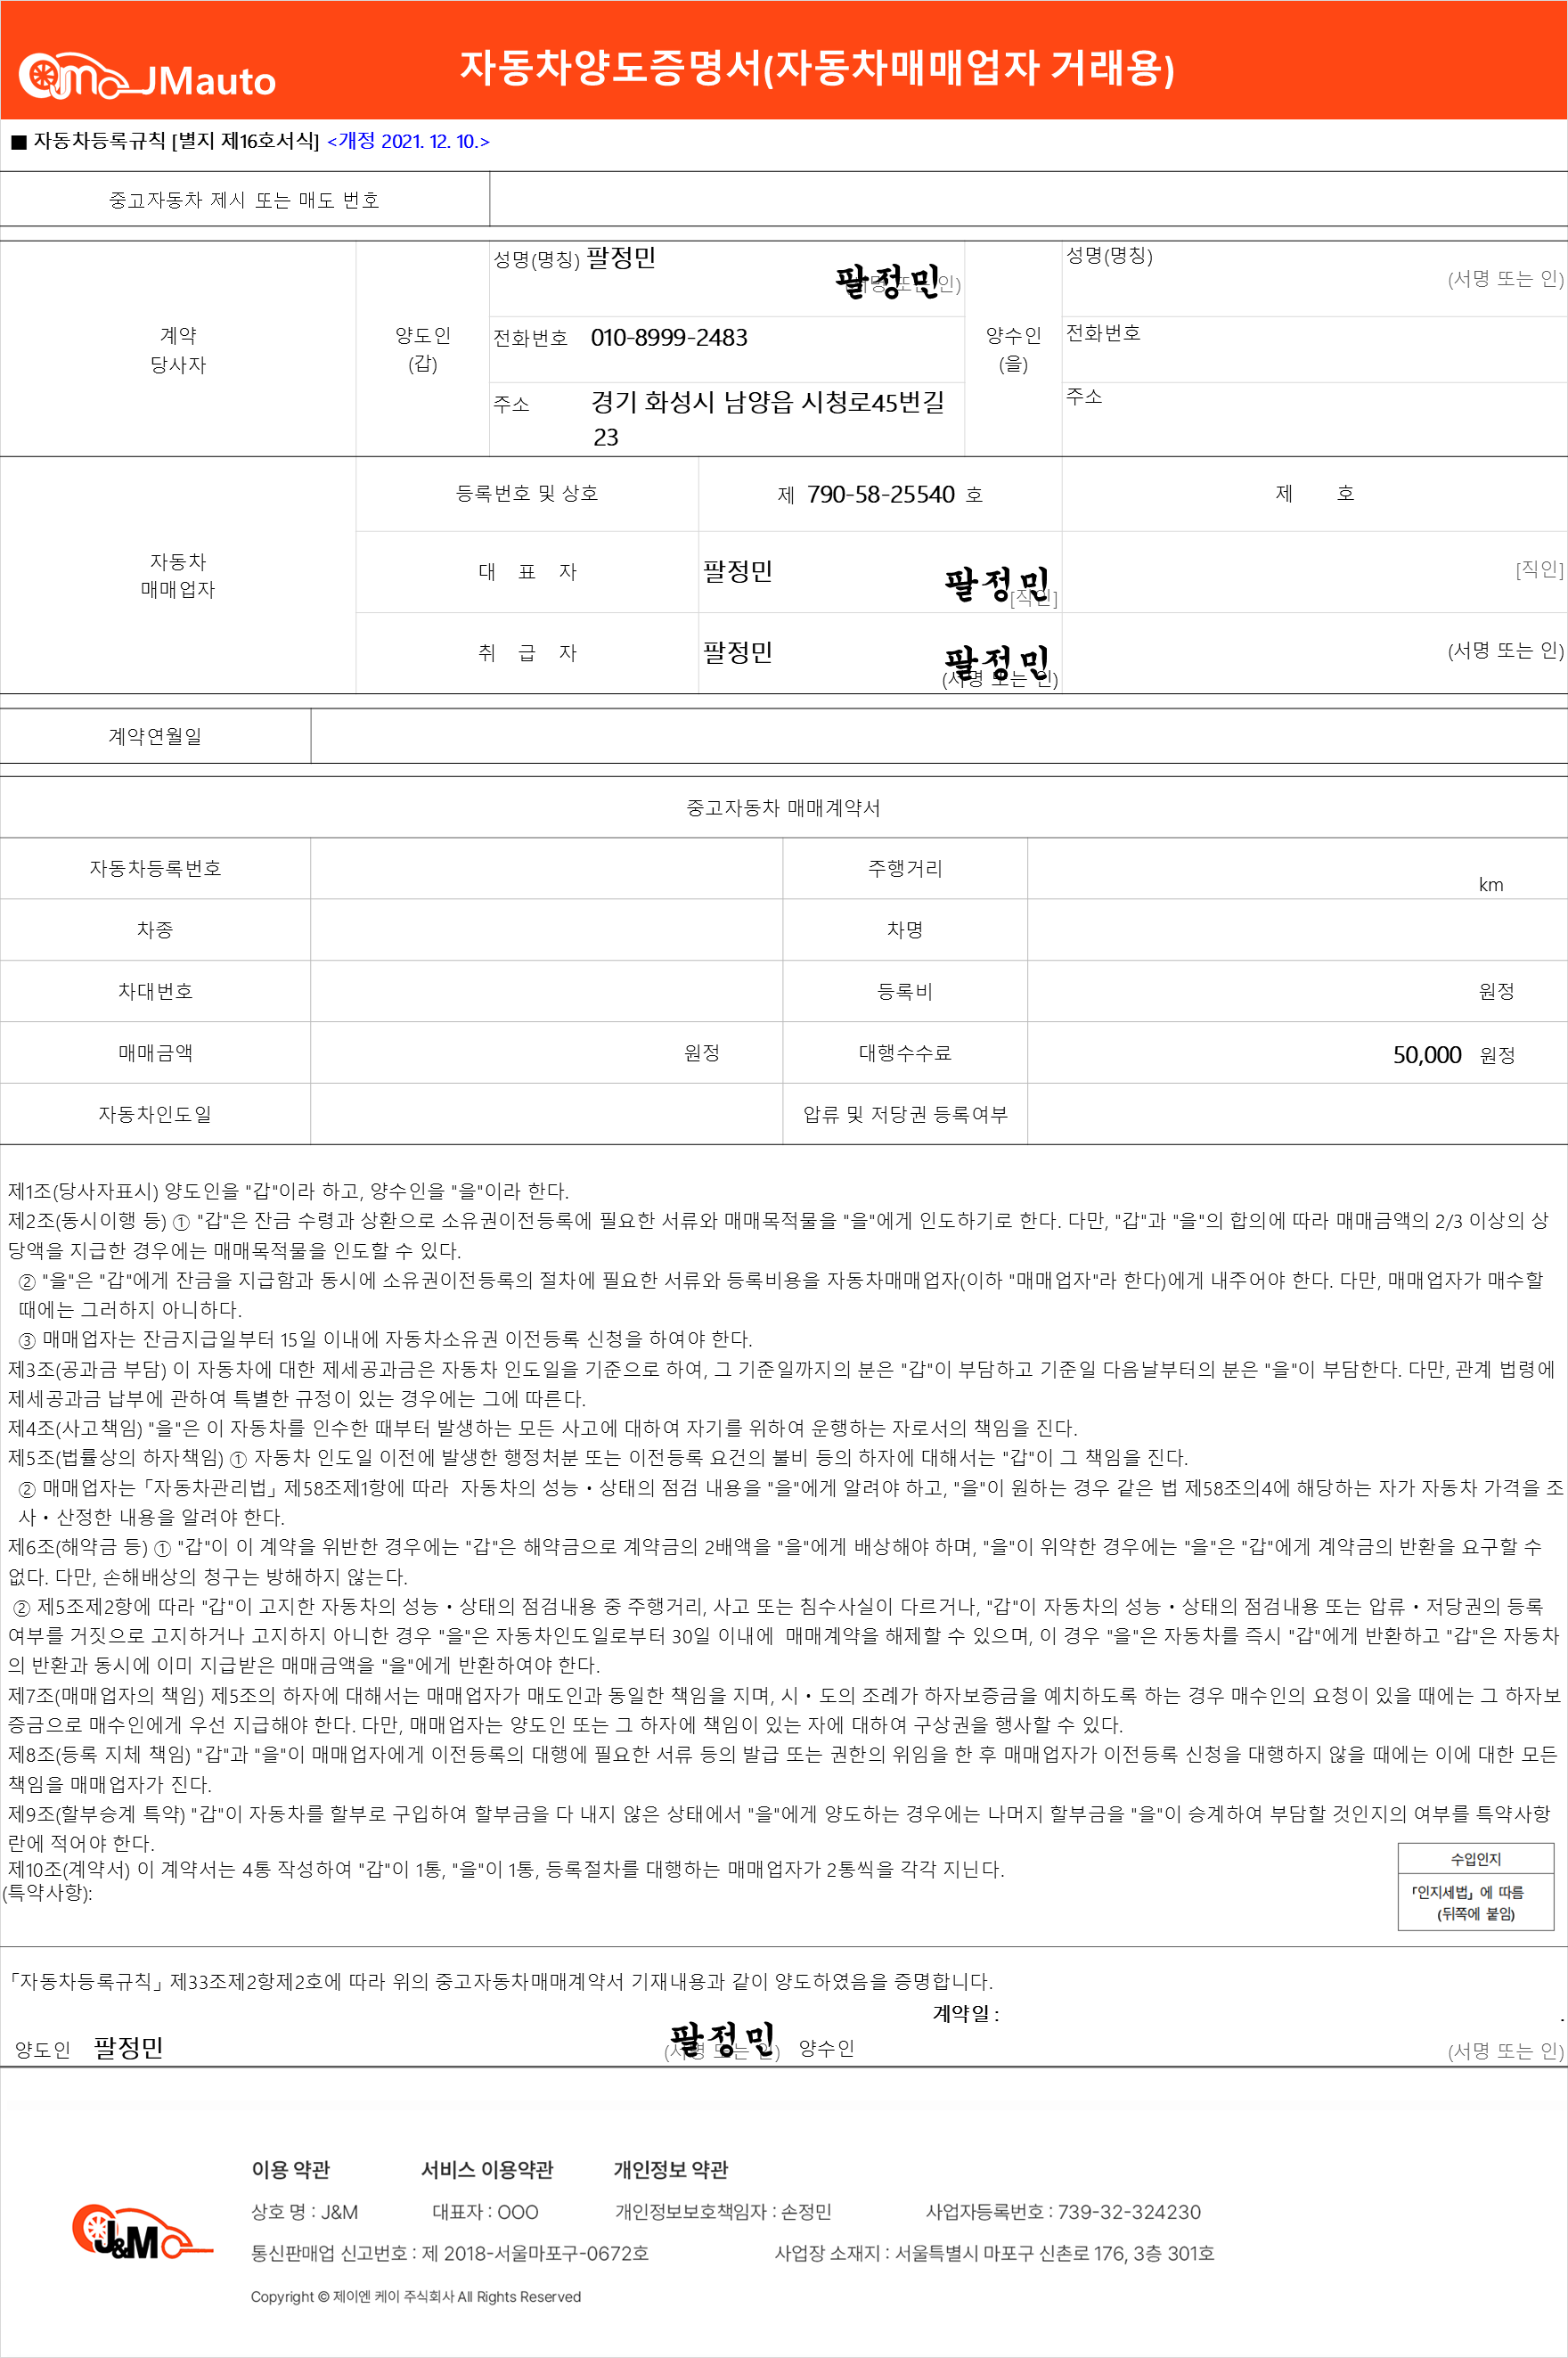 JMauto
자동차양도증명서(자동차매매업자 거래용)
■ 자동차등록규칙 [별지 제16호서식] <개정 2021. 12. 10.>
중고자동차 제시 또는 매도 번호
계약
당사자
양도인
(갑)
성명(명칭) 팔정민
팔정민
(서명 또는 인)
전화번호 010-8999-2483
주소 경기 화성시 남양읍 시청로45번길
23
양수인
(을)
성명(명칭)
(서명 또는 인)
전화번호
주소
자동차
매매업자
등록번호 및 상호 제 790-58-25540 호 제 호
대 표 자 팔정민 팔정민 [직인] [직인]
취 급 자 팔정민 팔정민 (서명 또는 인) (서명 또는 인)
계약연월일
중고자동차 매매계약서
자동차등록번호 주행거리 km
차종 차명
차대번호 등록비 원정
매매금액 원정 대행수수료 50,000 원정
자동차인도일 압류 및 저당권 등록여부
제1조(당사자표시) 양도인을 "갑"이라 하고, 양수인을 "을"이라 한다.
제2조(동시이행 등) ① "갑"은 잔금 수령과 상환으로 소유권이전등록에 필요한 서류와 매매목적물을 "을"에게 인도하기로 한다. 다만, "갑"과 "을"의 합의에 따라 매매금액의 2/3 이상의 상
당액을 지급한 경우에는 매매목적물을 인도할 수 있다.
② "을"은 "갑"에게 잔금을 지급함과 동시에 소유권이전등록의 절차에 필요한 서류와 등록비용을 자동차매매업자(이하 "매매업자"라 한다)에게 내주어야 한다. 다만, 매매업자가 매수할
때에는 그러하지 아니하다.
③ 매매업자는 잔금지급일부터 15일 이내에 자동차소유권 이전등록 신청을 하여야 한다.
제3조(공과금 부담) 이 자동차에 대한 제세공과금은 자동차 인도일을 기준으로 하여, 그 기준일까지의 분은 "갑"이 부담하고 기준일 다음날부터의 분은 "을"이 부담한다. 다만, 관계 법령에
제세공과금 납부에 관하여 특별한 규정이 있는 경우에는 그에 따른다.
제4조(사고책임) "을"은 이 자동차를 인수한 때부터 발생하는 모든 사고에 대하여 자기를 위하여 운행하는 자로서의 책임을 진다.
제5조(법률상의 하자책임) ① 자동차 인도일 이전에 발생한 행정처분 또는 이전등록 요건의 불비 등의 하자에 대해서는 "갑"이 그 책임을 진다.
② 매매업자는 「자동차관리법」 제58조제1항에 따라 자동차의 성능・상태의 점검 내용을 "을"에게 알려야 하고, "을"이 원하는 경우 같은 법 제58조의4에 해당하는 자가 자동차 가격을 조
사・산정한 내용을 알려야 한다.
제6조(해약금 등) ① "갑"이 이 계약을 위반한 경우에는 "갑"은 해약금으로 계약금의 2배액을 "을"에게 배상해야 하며, "을"이 위약한 경우에는 "을"은 "갑"에게 계약금의 반환을 요구할 수
없다. 다만, 손해배상의 청구는 방해하지 않는다.
② 제5조제2항에 따라 "갑"이 고지한 자동차의 성능・상태의 점검내용 중 주행거리, 사고 또는 침수사실이 다르거나, "갑"이 자동차의 성능・상태의 점검내용 또는 압류・저당권의 등록
여부를 거짓으로 고지하거나 고지하지 아니한 경우 "을"은 자동차인도일로부터 30일 이내에 매매계약을 해제할 수 있으며, 이 경우 "을"은 자동차를 즉시 "갑"에게 반환하고 "갑"은 자동차
의 반환과 동시에 이미 지급받은 매매금액을 "을"에게 반환하여야 한다.
제7조(매매업자의 책임) 제5조의 하자에 대해서는 매매업자가 매도인과 동일한 책임을 지며, 시・도의 조례가 하자보증금을 예치하도록 하는 경우 매수인의 요청이 있을 때에는 그 하자보
증금으로 매수인에게 우선 지급해야 한다. 다만, 매매업자는 양도인 또는 그 하자에 책임이 있는 자에 대하여 구상권을 행사할 수 있다.
제8조(등록 지체 책임) "갑"과 "을"이 매매업자에게 이전등록의 대행에 필요한 서류 등의 발급 또는 권한의 위임을 한 후 매매업자가 이전등록 신청을 대행하지 않을 때에는 이에 대한 모든
책임을 매매업자가 진다.
제9조(할부승계 특약) "갑"이 자동차를 할부로 구입하여 할부금을 다 내지 않은 상태에서 "을"에게 양도하는 경우에는 나머지 할부금을 "을"이 승계하여 부담할 것인지의 여부를 특약사항
란에 적어야 한다.
제10조(계약서) 이 계약서는 4통 작성하여 "갑"이 1통, "을"이 1통, 등록절차를 대행하는 매매업자가 2통씩을 각각 지닌다.
(특약사항):
수입인지
「인지세법」에 따름
(뒤쪽에 붙임)
「자동차등록규칙」 제33조제2항제2호에 따라 위의 중고자동차매매계약서 기재내용과 같이 양도하였음을 증명합니다.
계약일 : .
양도인 팔정민 팔정민 (서명 또는 인) 양수인 (서명 또는 인)
이용 약관 서비스 이용약관 개인정보 약관
J&M
상호 명 : J&M 대표자 : OOO 개인정보보호책임자 : 손정민 사업자등록번호 : 739-32-324230
통신판매업 신고번호 : 제 2018-서울마포구-0672호 사업장 소재지 : 서울특별시 마포구 신촌로 176, 3층 301호
Copyright © 제이엔 케이 주식회사 All Rights Reserved